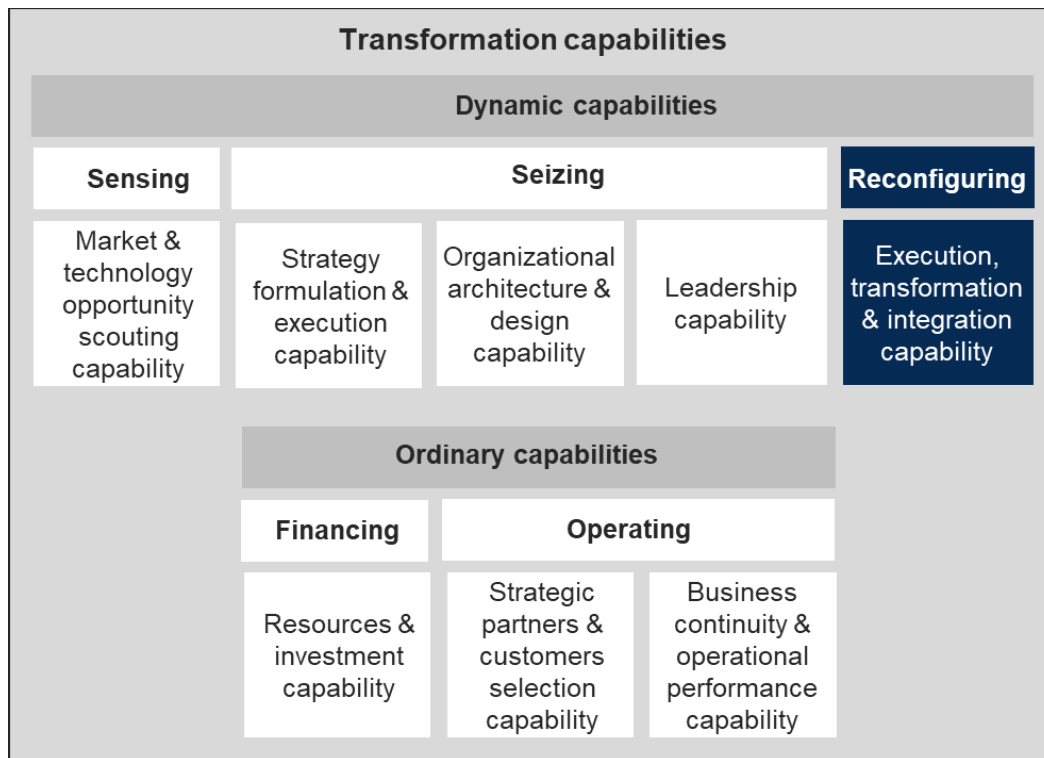 Transformation capabilities
Dynamic capabilities
Sensing
Seizing
Reconfiguring
Market &
technology
opportunity
scouting
capability
Strategy
formulation &
execution
capability
Organizational
architecture &
design
capability
Leadership
capability
Execution,
transformation
& integration
capability
Ordinary capabilities
Financing
Operating
Resources &
investment
capability
Strategic
partners &
customers
selection
capability
Business
continuity &
operational
performance
capability